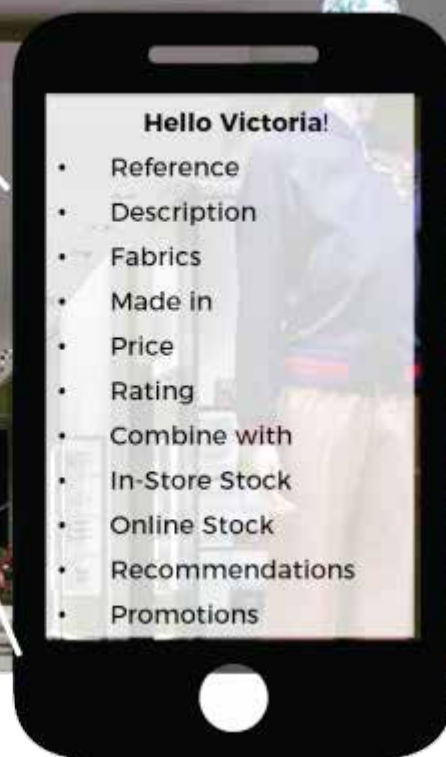 Hello Victoria!
• Reference
• Description
• Fabrics
• Made in
• Price
• Rating
• Combine with
• In-Store Stock
• Online Stock
• Recommendations
• Promotions